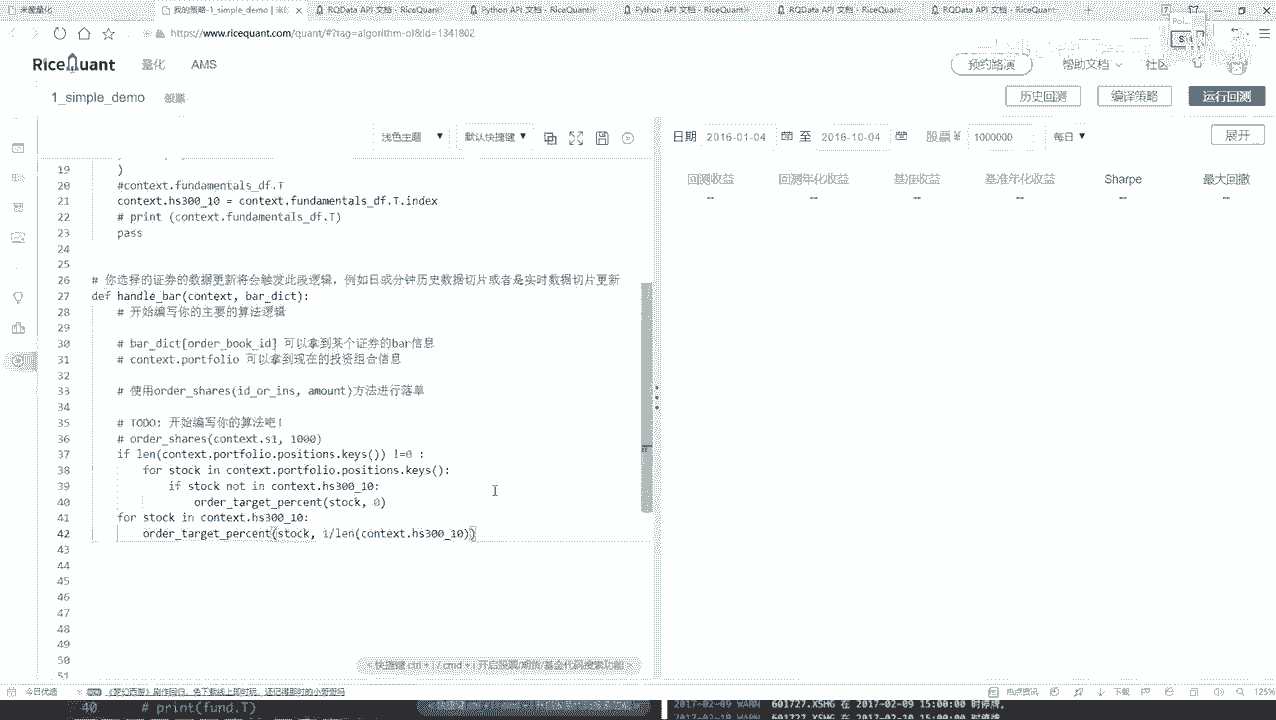 米筐量化
我的策略-1_simple_demo
RQData API 文档 - RiceQuant
Python API 文档 - RiceQuant
Python API 文档 - RiceQuant
RQData API 文档 - RiceQuant
RQData API 文档 - RiceQuant
https://www.ricequant.com/quant/#?tag=algorithm-ol&rid=1341802
RiceQuant 量化 AMS 预约路演 帮助文档 社区
1_simple_demo 股票 历史回测 编译策略 运行回测
浅色主题 默认快捷键
日期 2016-01-04 至 2016-10-04 股票¥ 1000000 每日 展开
回测收益 回测年化收益 基准收益 基准年化收益 Sharpe 最大回撤
-- -- -- -- -- --
19 )
20 #context.fundamentals_df.T
21 context.hs300_10 = context.fundamentals_df.T.index
22 # print (context.fundamentals_df.T)
23 pass
24
25
26 # 你选择的证券的数据更新将会触发此段逻辑，例如日或分钟历史数据切片或者是实时数据切片更新
27 def handle_bar(context, bar_dict):
28 # 开始编写你的主要的算法逻辑
29
30 # bar_dict[order_book_id] 可以拿到某个证券的bar信息
31 # context.portfolio 可以拿到现在的投资组合信息
32
33 # 使用order_shares(id_or_ins, amount)方法进行落单
34
35 # TODO: 开始编写你的算法吧！
36 # order_shares(context.s1, 1000)
37 if len(context.portfolio.positions.keys()) !=0 :
38 for stock in context.portfolio.positions.keys():
39 if stock not in context.hs300_10:
40 order_target_percent(stock, 0)
41 for stock in context.hs300_10:
42 order_target_percent(stock, 1/len(context.hs300_10))
43
44
45
46
47
48
49
50
51
快捷键 ctrl + i / cmd + i 开启股票/期货/基金代码搜索功能
今日优选
热点资讯 下载 125%
40 # print(fund.T)
2017-02-09 WARN 601727.XSHG 在 2017-02-09 15:00:00 时停牌。